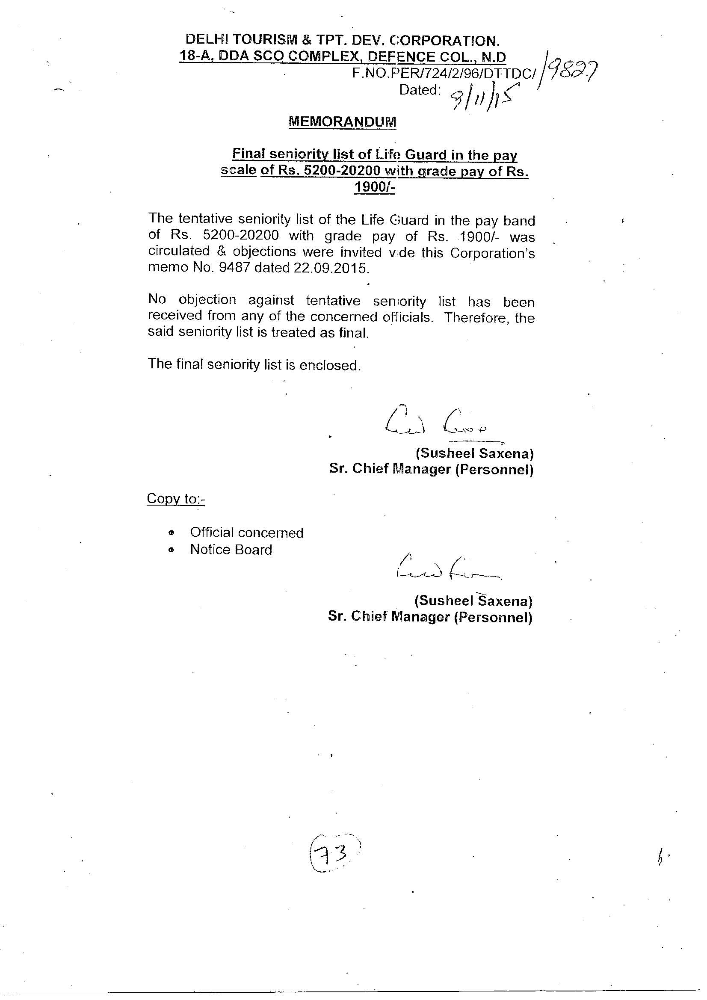 DELHI TOURISM & TPT. DEV. CORPORATION.
18-A, DDA SCO COMPLEX, DEFENCE COL., N.D
F.NO.PER/724/2/96/DTTDC/ /9827
Dated: 9/11/15
MEMORANDUM
Final seniority list of Life Guard in the pay
scale of Rs. 5200-20200 with grade pay of Rs.
1900/-
The tentative seniority list of the Life Guard in the pay band
of Rs. 5200-20200 with grade pay of Rs. 1900/- was
circulated & objections were invited vide this Corporation's
memo No. 9487 dated 22.09.2015.
No objection against tentative seniority list has been
received from any of the concerned officials. Therefore, the
said seniority list is treated as final.
The final seniority list is enclosed.
(Susheel Saxena)
Sr. Chief Manager (Personnel)
Copy to:-
• Official concerned
• Notice Board
(Susheel Saxena)
Sr. Chief Manager (Personnel)
73